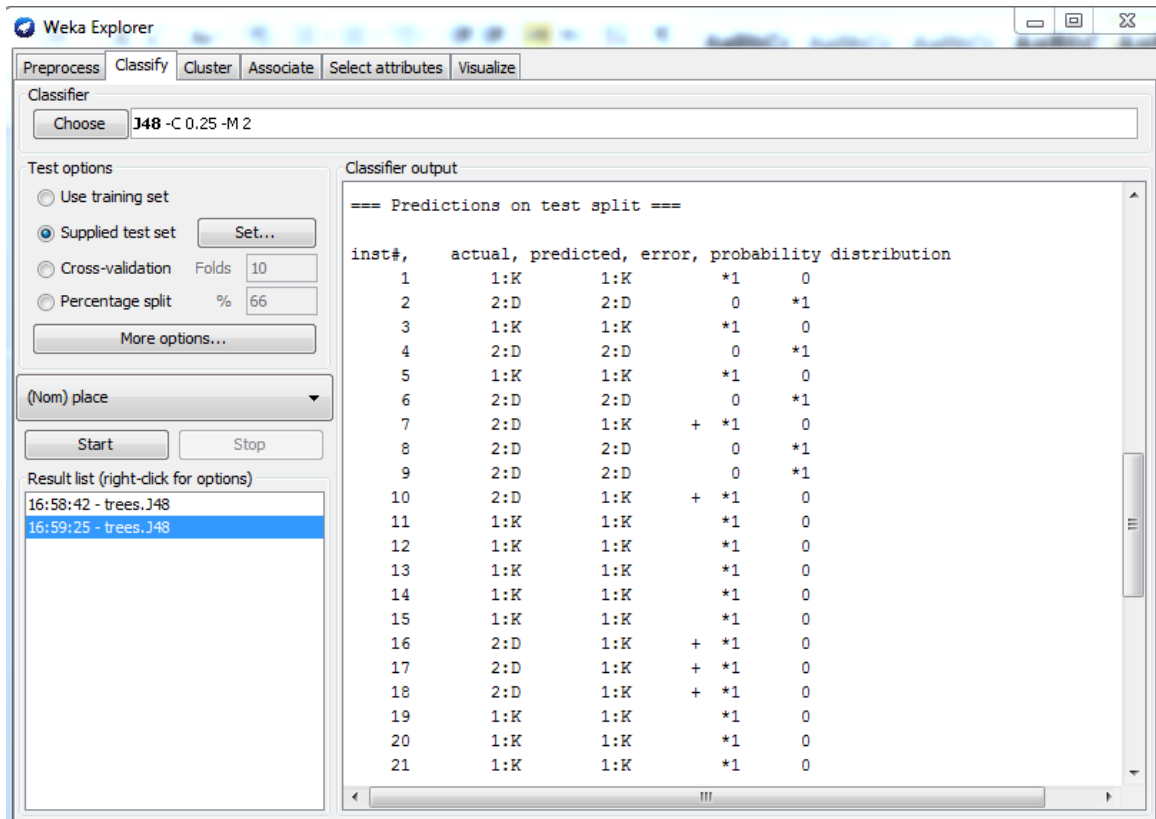 Weka Explorer
Preprocess Classify Cluster Associate Select attributes Visualize
Classifier
Choose J48 -C 0.25 -M 2
Test options
Use training set
Supplied test set Set...
Cross-validation Folds 10
Percentage split % 66
More options...
(Nom) place
Start Stop
Result list (right-click for options)
16:58:42 - trees.J48
16:59:25 - trees.J48
Classifier output
=== Predictions on test split ===
inst#, actual, predicted, error, probability distribution
1 1:K 1:K *1 0
2 2:D 2:D 0 *1
3 1:K 1:K *1 0
4 2:D 2:D 0 *1
5 1:K 1:K *1 0
6 2:D 2:D 0 *1
7 2:D 1:K + *1 0
8 2:D 2:D 0 *1
9 2:D 2:D 0 *1
10 2:D 1:K + *1 0
11 1:K 1:K *1 0
12 1:K 1:K *1 0
13 1:K 1:K *1 0
14 1:K 1:K *1 0
15 1:K 1:K *1 0
16 2:D 1:K + *1 0
17 2:D 1:K + *1 0
18 2:D 1:K + *1 0
19 1:K 1:K *1 0
20 1:K 1:K *1 0
21 1:K 1:K *1 0